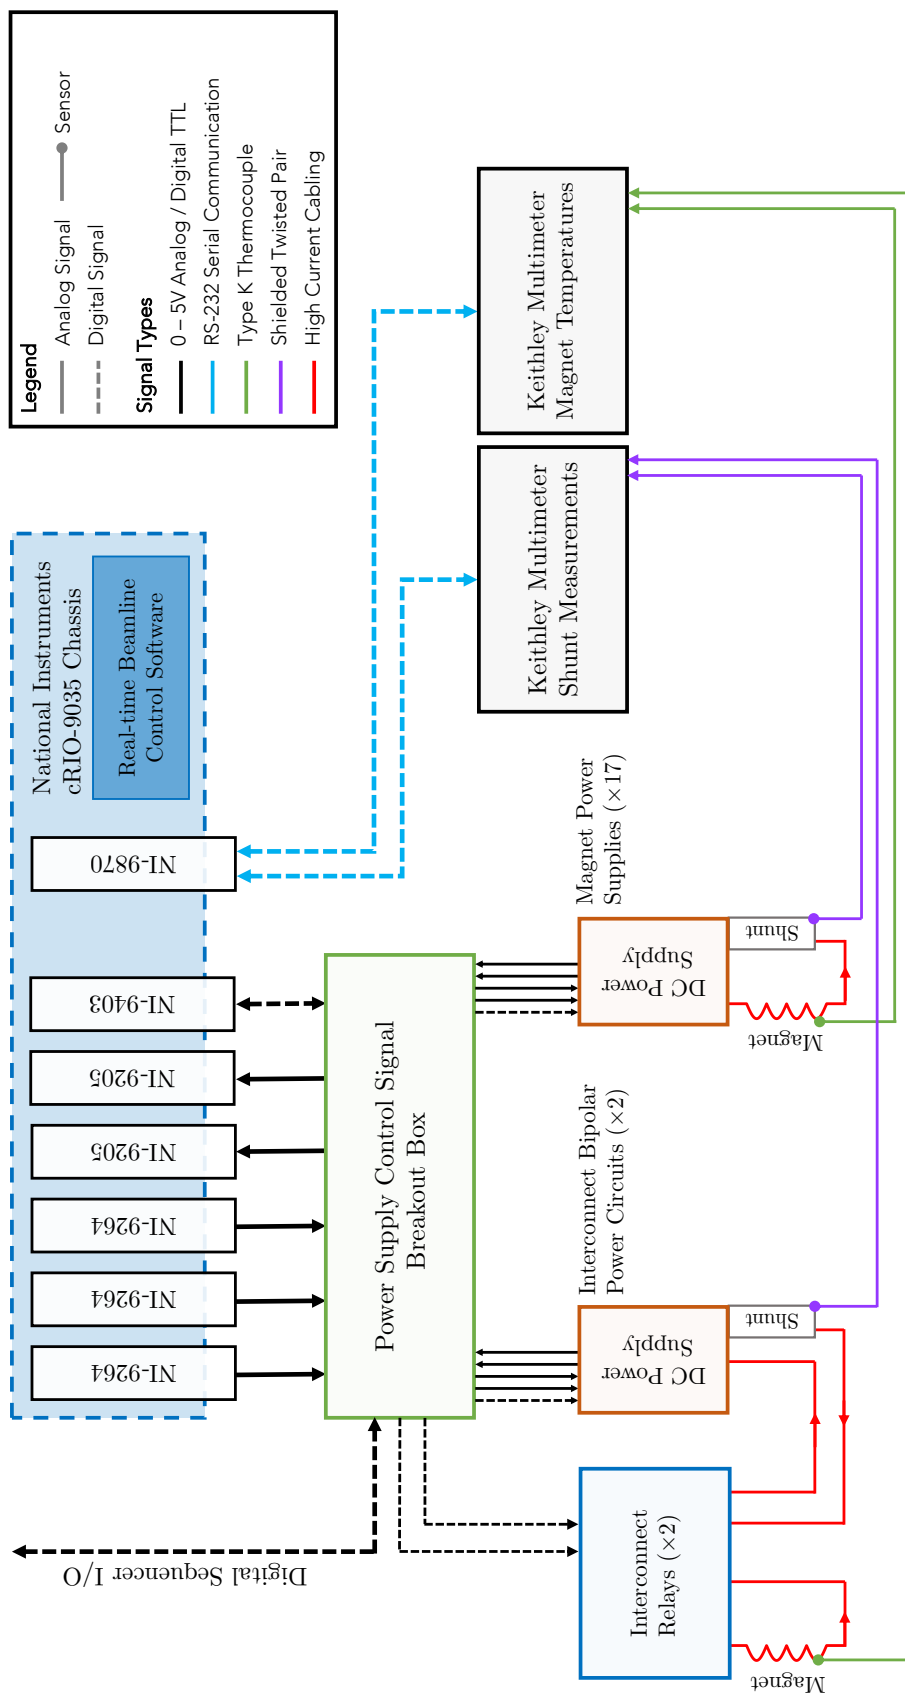 Legend
Analog Signal
Sensor
Digital Signal
Signal Types
0 – 5V Analog / Digital TTL
RS-232 Serial Communication
Type K Thermocouple
Shielded Twisted Pair
High Current Cabling
National Instruments
cRIO-9035 Chassis
Real-time Beamline
Control Software
NI-9264
NI-9264
NI-9264
NI-9205
NI-9205
NI-9403
NI-9870
Digital Sequencer I/O
Power Supply Control Signal
Breakout Box
Keithley Multimeter
Shunt Measurements
Keithley Multimeter
Magnet Temperatures
Interconnect
Relays (×2)
Magnet
Interconnect Bipolar
Power Circuits (×2)
DC Power
Supply
Shunt
Magnet Power
Supplies (×17)
DC Power
Supply
Shunt
Magnet